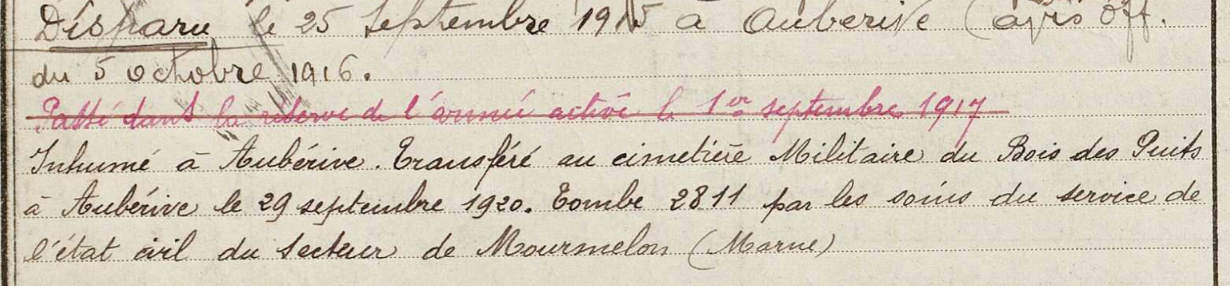 Disparu le 25 Septembre 1915 à Auberive (avis Off.
du 5 octobre 1916.
Passé dans la réserve de l'armée active le 1er septembre 1917
Inhumé à Aubérive. Transféré au cimetière Militaire du Bois des Puits
à Aubérive le 29 septembre 1920. Tombe 2811 par les soins du service de
l'état civil du Secteur de Mourmelon (Marne)